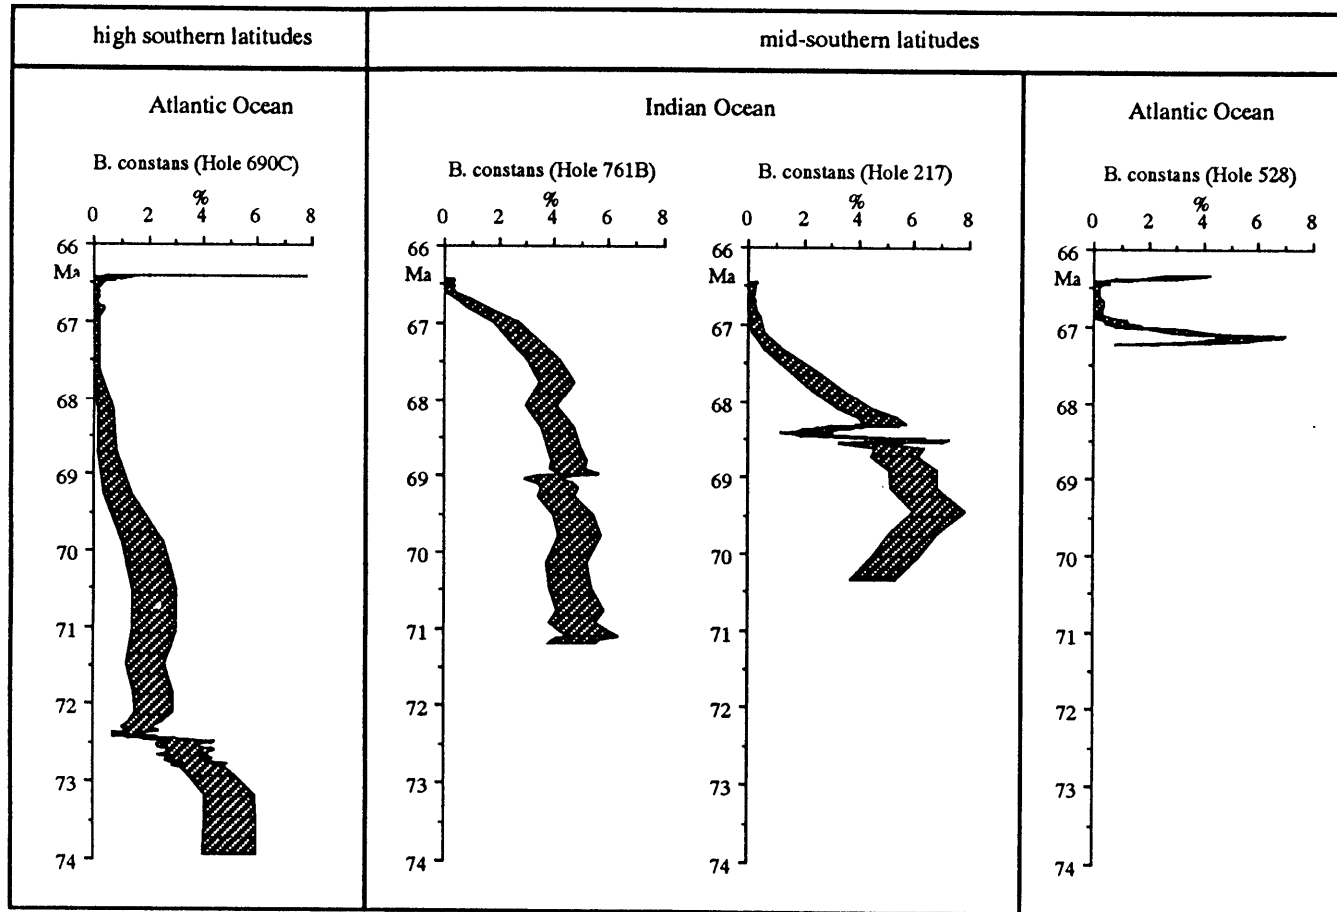 high southern latitudes
mid-southern latitudes
Atlantic Ocean
Indian Ocean
Atlantic Ocean
B. constans (Hole 690C)
%
0 2 4 6 8
66
Ma
67
68
69
70
71
72
73
74
B. constans (Hole 761B)
%
0 2 4 6 8
66
Ma
67
68
69
70
71
72
73
74
B. constans (Hole 217)
%
0 2 4 6 8
66
Ma
67
68
69
70
71
72
73
74
B. constans (Hole 528)
%
0 2 4 6 8
66
Ma
67
68
69
70
71
72
73
74